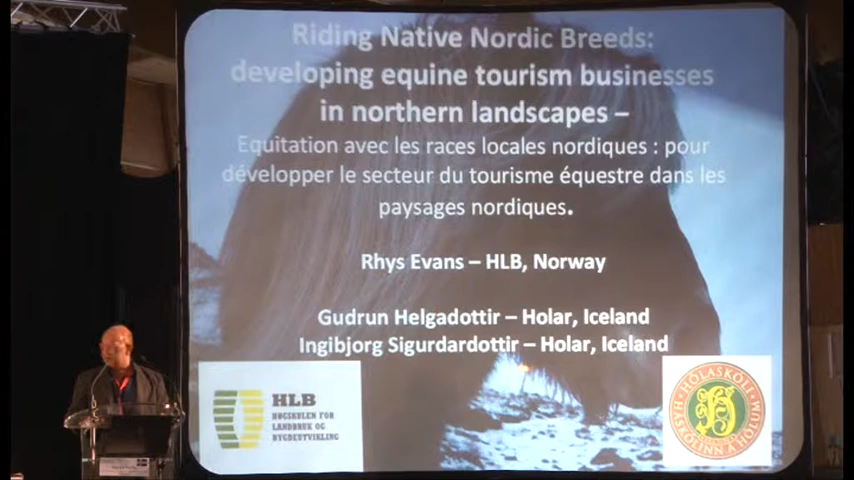 Riding Native Nordic Breeds:
developing equine tourism businesses
in northern landscapes –
Equitation avec les races locales nordiques : pour
développer le secteur du tourisme équestre dans les
paysages nordiques.
Rhys Evans – HLB, Norway
Gudrun Helgadottir – Holar, Iceland
Ingibjorg Sigurdardottir – Holar, Iceland
HLB
HØGSKOLEN FOR
LANDBRUK OG
BYGDEUTVIKLING
HÓLASKÓLI
HÁSKÓLINN Á HÓLUM